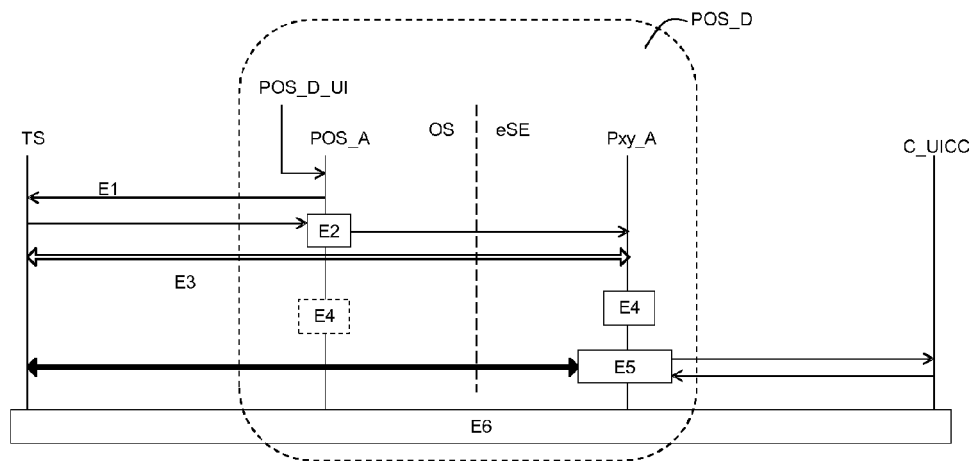 POS_D
POS_D_UI
TS
POS_A
OS
eSE
Pxy_A
C_UICC
E1
E2
E3
E4
E4
E5
E6